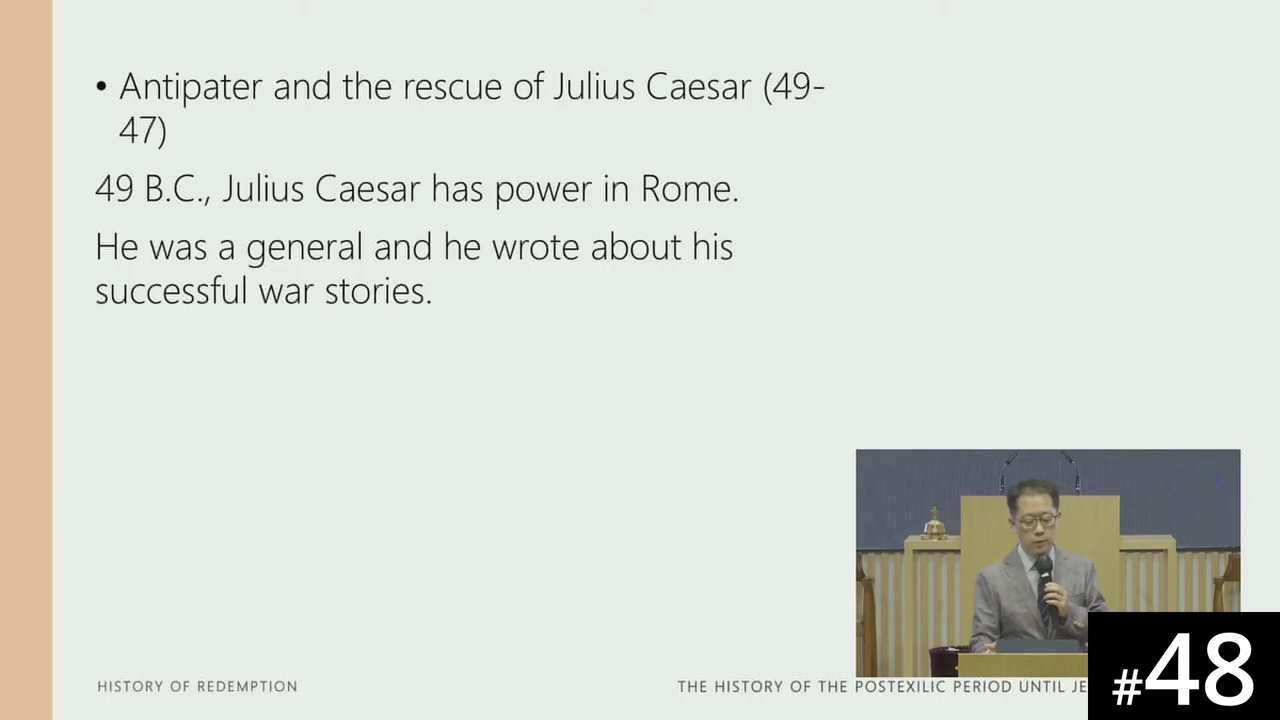 • Antipater and the rescue of Julius Caesar (49-
47)
49 B.C., Julius Caesar has power in Rome.
He was a general and he wrote about his
successful war stories.
HISTORY OF REDEMPTION
THE HISTORY OF THE POSTEXILIC PERIOD UNTIL JE
#48